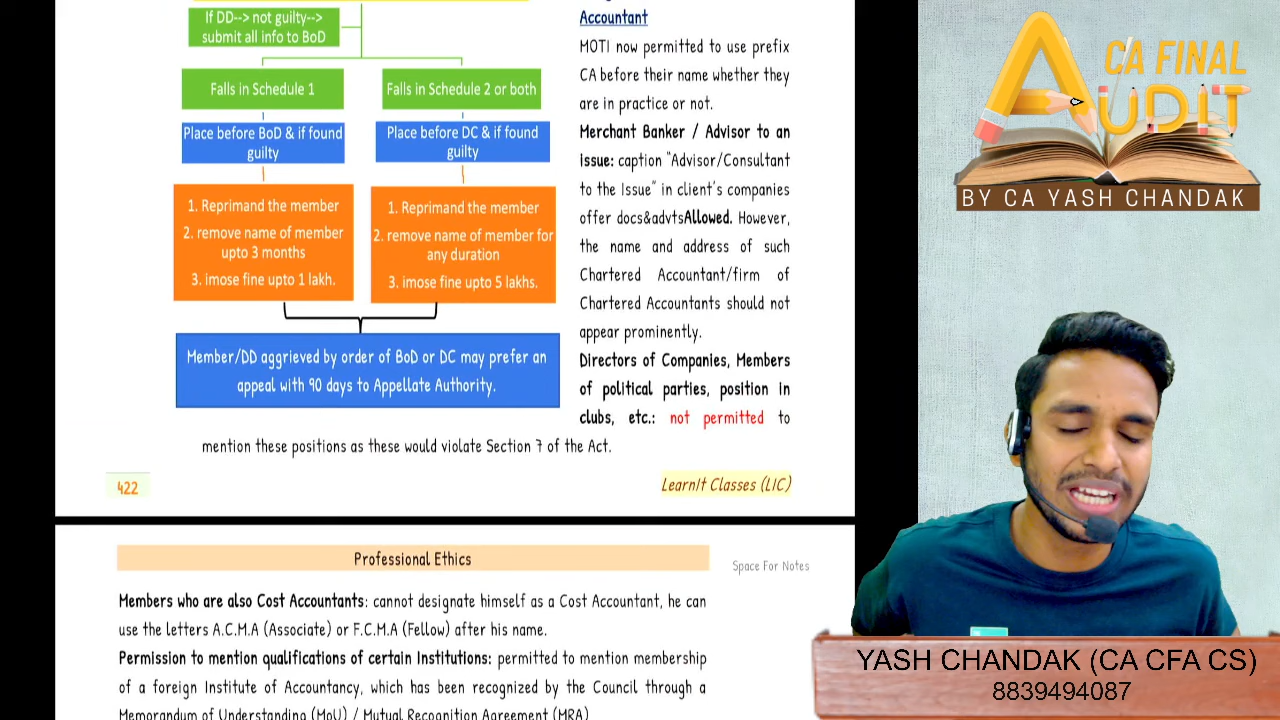 If DD--> not guilty-->
submit all info to BoD
Falls in Schedule 1
Falls in Schedule 2 or both
Place before BoD & if found
guilty
Place before DC & if found
guilty
1. Reprimand the member
2. remove name of member
upto 3 months
3. imose fine upto 1 lakh.
1. Reprimand the member
2. remove name of member for
any duration
3. imose fine upto 5 lakhs.
Member/DD aggrieved by order of BoD or DC may prefer an
appeal with 90 days to Appellate Authority.
Accountant
MOTI now permitted to use prefix
CA before their name whether they
are in practice or not.
Merchant Banker / Advisor to an
issue: caption "Advisor/Consultant
to the Issue" in client's companies
offer docs&advtsAllowed. However,
the name and address of such
Chartered Accountant/firm of
Chartered Accountants should not
appear prominently.
Directors of Companies, Members
of political parties, position in
clubs, etc.: not permitted to
mention these positions as these would violate Section 7 of the Act.
422
LearnIt Classes (LIC)
Professional Ethics
Space For Notes
Members who are also Cost Accountants: cannot designate himself as a Cost Accountant, he can
use the letters A.C.M.A (Associate) or F.C.M.A (Fellow) after his name.
Permission to mention qualifications of certain Institutions: permitted to mention membership
of a foreign Institute of Accountancy, which has been recognized by the Council through a
Memorandum of Understanding (MoU) / Mutual Recognition Agreement (MRA)
CA FINAL
AUDIT
BY CA YASH CHANDAK
YASH CHANDAK (CA CFA CS)
8839494087